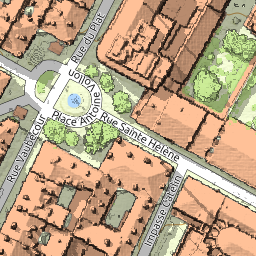 Rue du Plat
Place Antoine Vollon
Rue Sainte Hélène
Rue Vaubecour
Impasse Catelin